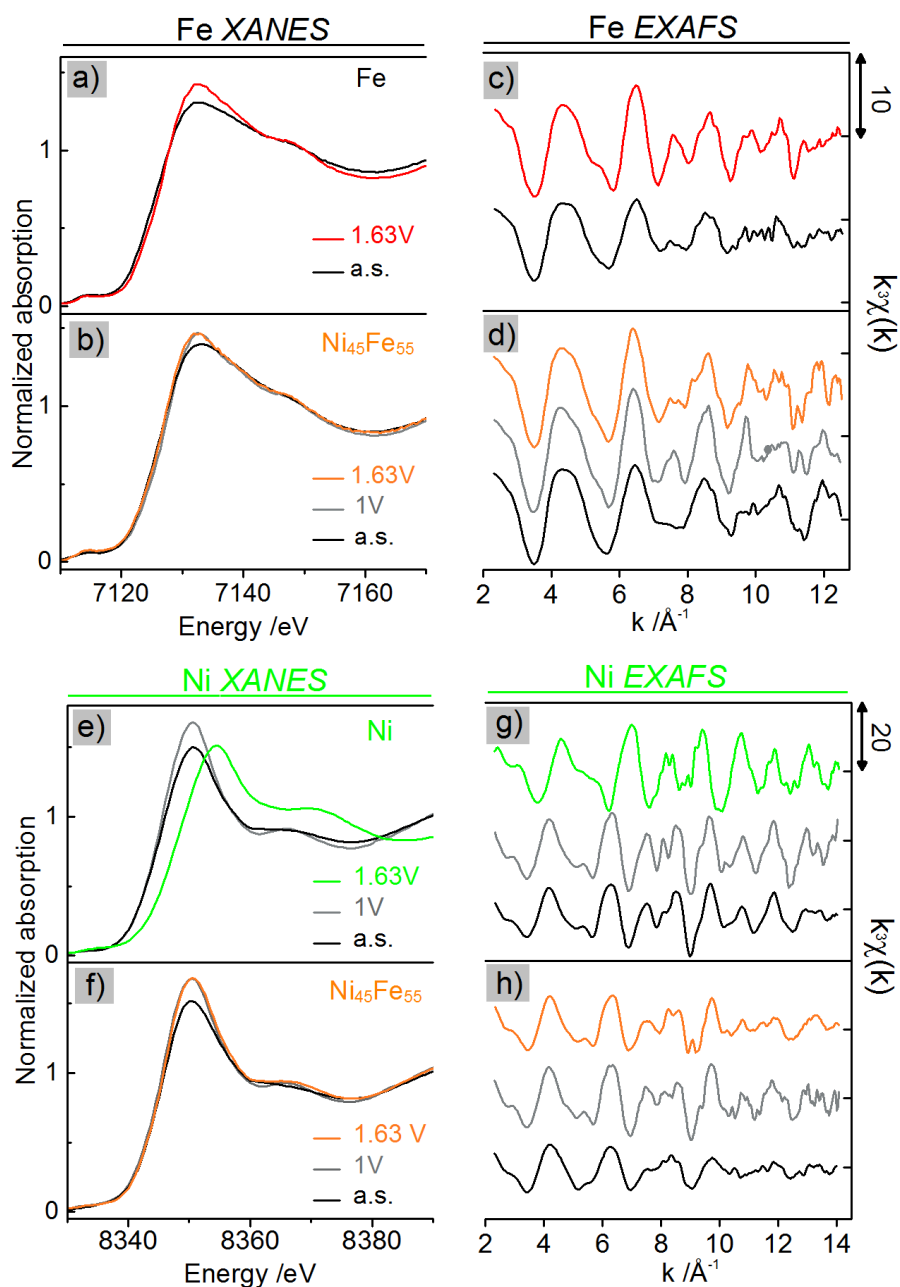 Fe XANES
Fe EXAFS
a)
Fe
1
0
1.63V
a.s.
b)
Ni₄₅Fe₅₅
1
0
1.63V
1V
a.s.
Normalized absorption
7120 7140 7160
Energy /eV
c)
10
d)
k³χ(k)
2 4 6 8 10 12
k /Å⁻¹
Ni XANES
Ni EXAFS
e)
Ni
1
0
1.63V
1V
a.s.
f)
Ni₄₅Fe₅₅
1
0
1.63 V
1V
a.s.
Normalized absorption
8340 8360 8380
Energy /eV
g)
20
h)
k³χ(k)
2 4 6 8 10 12 14
k /Å⁻¹